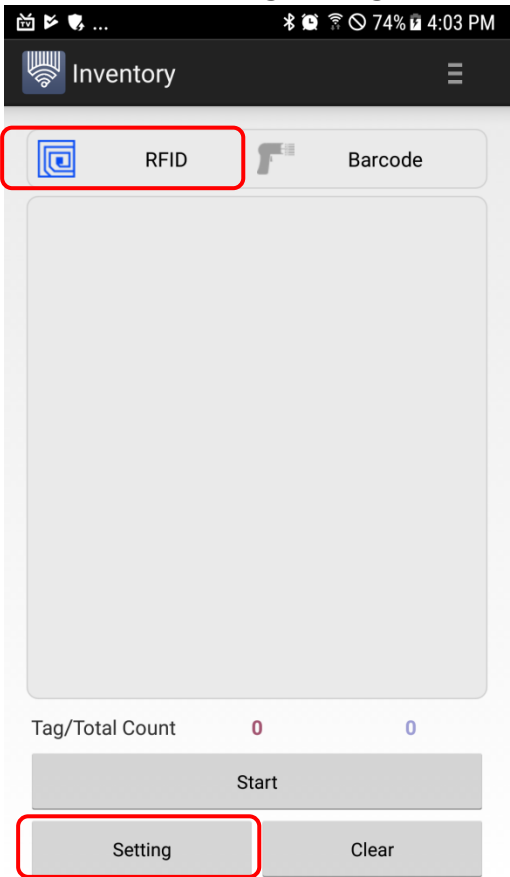 ... 74% 4:03 PM
Inventory
RFID Barcode
Tag/Total Count 0 0
Start
Setting Clear